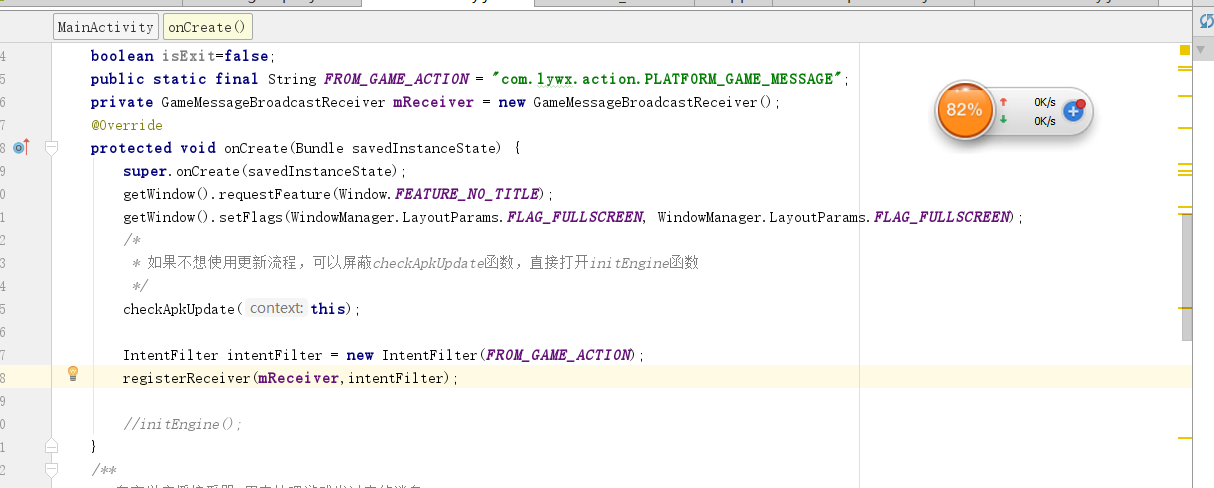 MainActivity onCreate()
4 boolean isExit=false;
5 public static final String FROM_GAME_ACTION = "com.lywx.action.PLATFORM_GAME_MESSAGE";
6 private GameMessageBroadcastReceiver mReceiver = new GameMessageBroadcastReceiver();
7 @Override
8 protected void onCreate(Bundle savedInstanceState) {
9 super.onCreate(savedInstanceState);
0 getWindow().requestFeature(Window.FEATURE_NO_TITLE);
1 getWindow().setFlags(WindowManager.LayoutParams.FLAG_FULLSCREEN, WindowManager.LayoutParams.FLAG_FULLSCREEN);
2 /*
3 * 如果不想使用更新流程，可以屏蔽checkApkUpdate函数，直接打开initEngine函数
4 */
5 checkApkUpdate( context: this);
6
7 IntentFilter intentFilter = new IntentFilter(FROM_GAME_ACTION);
8 registerReceiver(mReceiver,intentFilter);
9
0 //initEngine();
1 }
2 /**
82%
0K/s
0K/s